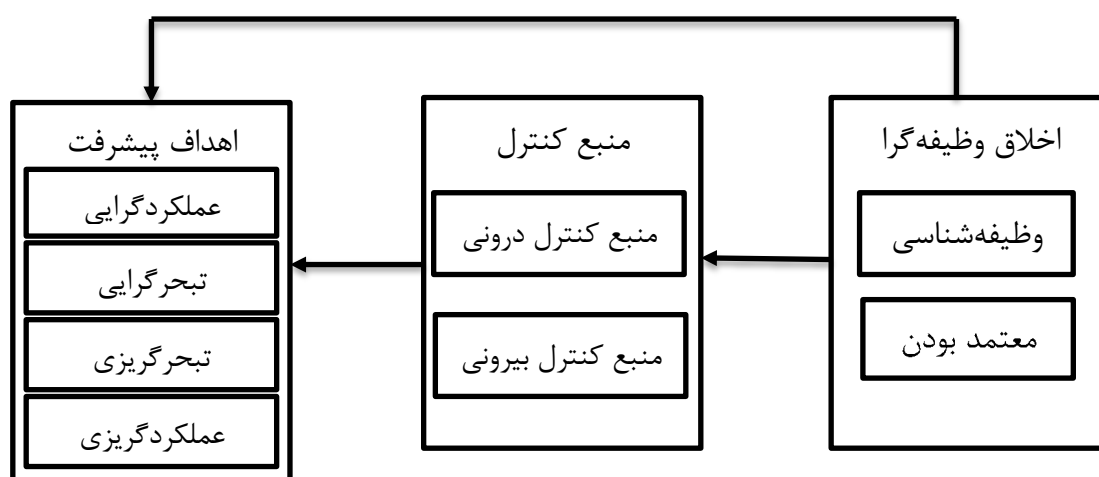 اخلاق وظیفه‌گرا
وظیفه‌شناسی
معتمد بودن
منبع کنترل
منبع کنترل درونی
منبع کنترل بیرونی
اهداف پیشرفت
عملکردگرایی
تبحرگرایی
تبحرگریزی
عملکردگریزی